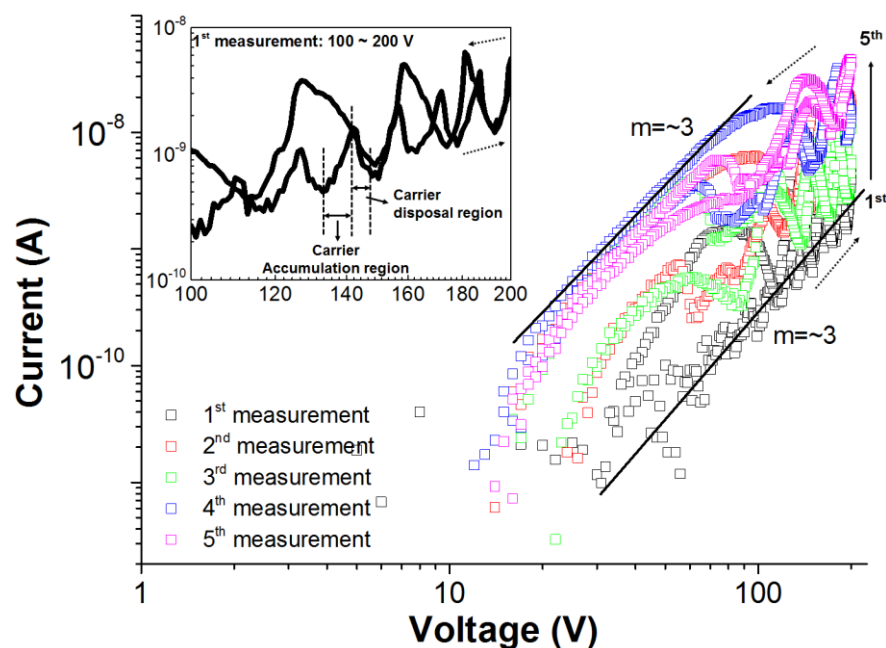 10⁻⁸
1ˢᵗ measurement: 100 ~ 200 V
10⁻⁹
Carrier
disposal region
Carrier
Accumulation region
10⁻¹⁰
100 120 140 160 180 200
5ᵗʰ
m=~3
1ˢᵗ
m=~3
Current (A)
10⁻⁸
10⁻¹⁰
1ˢᵗ measurement
2ⁿᵈ measurement
3ʳᵈ measurement
4ᵗʰ measurement
5ᵗʰ measurement
1 10 100
Voltage (V)